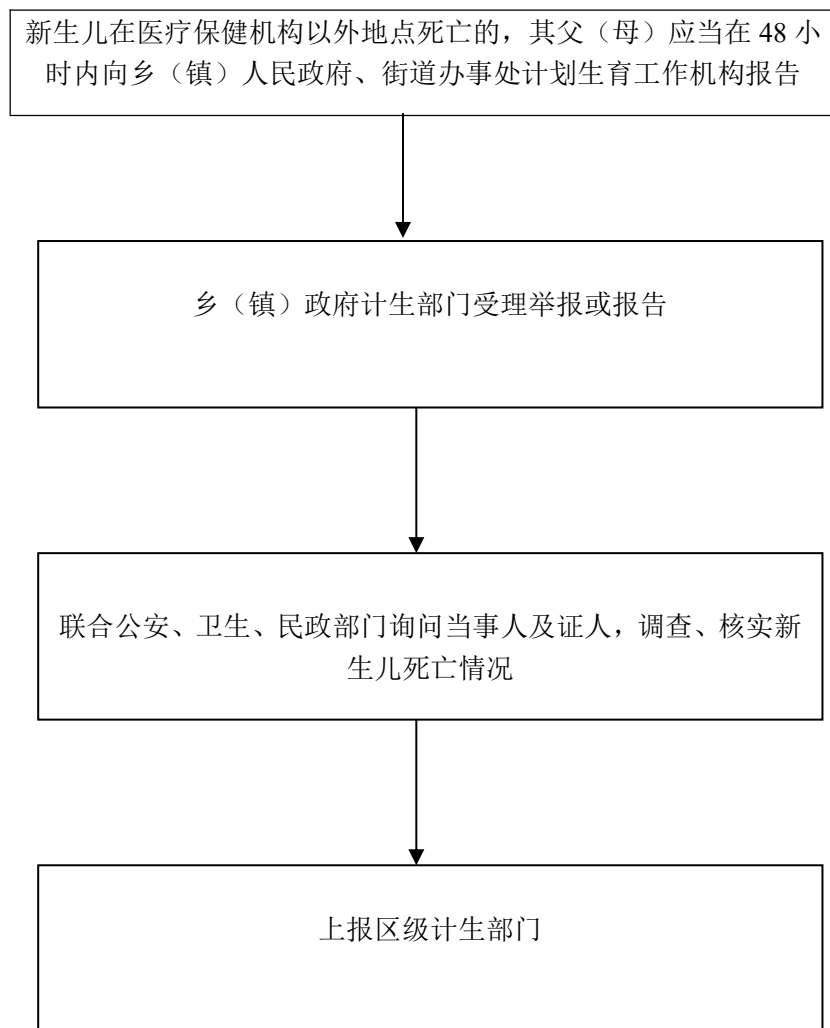 新生儿在医疗保健机构以外地点死亡的，其父（母）应当在 48 小
时内向乡（镇）人民政府、街道办事处计划生育工作机构报告
乡（镇）政府计生部门受理举报或报告
联合公安、卫生、民政部门询问当事人及证人，调查、核实新
生儿死亡情况
上报区级计生部门